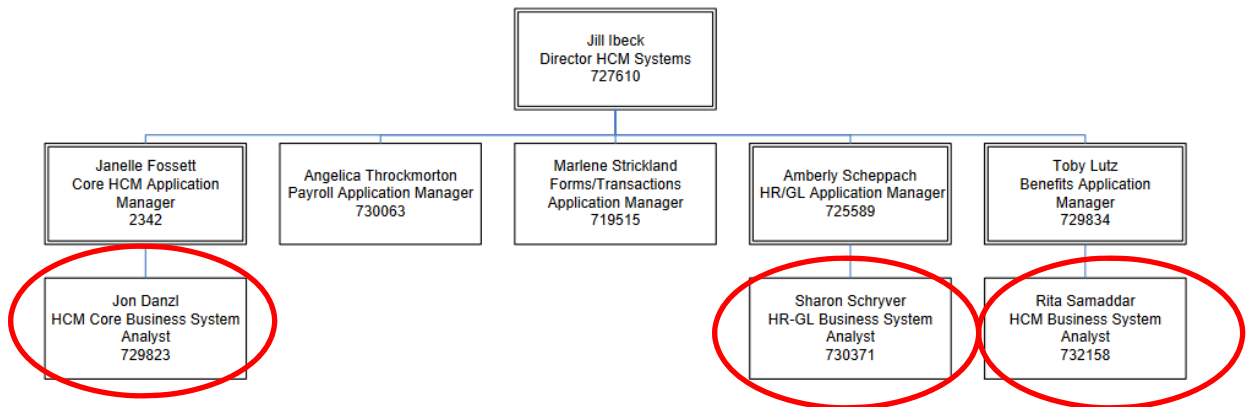 Jill Ibeck
Director HCM Systems
727610
Janelle Fossett
Core HCM Application
Manager
2342
Angelica Throckmorton
Payroll Application Manager
730063
Marlene Strickland
Forms/Transactions
Application Manager
719515
Amberly Scheppach
HR/GL Application Manager
725589
Toby Lutz
Benefits Application
Manager
729834
Jon Danzl
HCM Core Business System
Analyst
729823
Sharon Schryver
HR-GL Business System
Analyst
730371
Rita Samaddar
HCM Business System
Analyst
732158